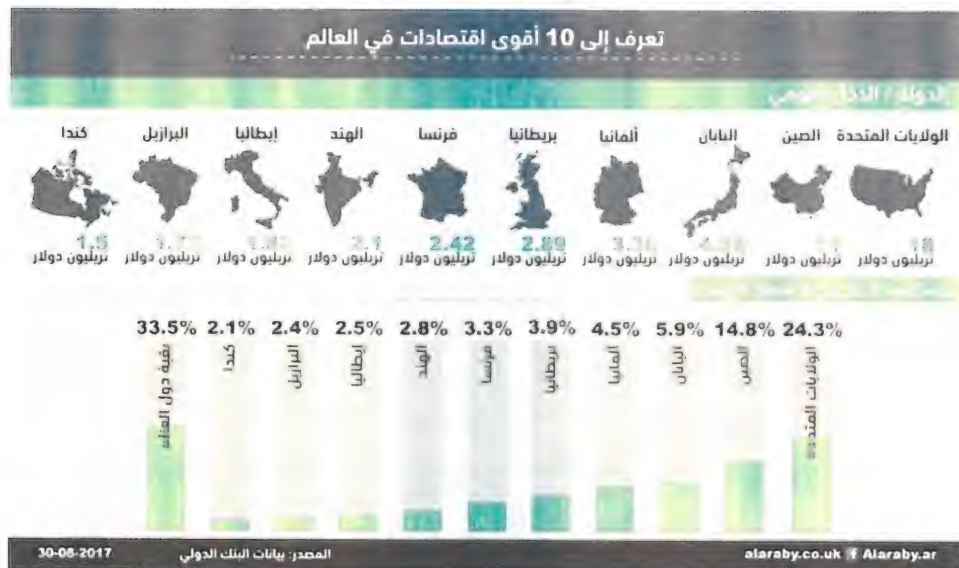 تعرف إلى 10 أقوى اقتصادات في العالم
الدولة / الدخل
الولايات المتحدة الصين اليابان ألمانيا بريطانيا فرنسا الهند إيطاليا البرازيل كندا
18 11 2.89 2.42 2.1 1.5
تريليون دولار تريليون دولار تريليون دولار تريليون دولار تريليون دولار تريليون دولار تريليون دولار تريليون دولار تريليون دولار تريليون دولار
24.3% 14.8% 5.9% 4.5% 3.9% 3.3% 2.8% 2.5% 2.4% 2.1% 33.5%
الولايات المتحدة الصين اليابان ألمانيا بريطانيا فرنسا الهند إيطاليا البرازيل كندا بقية دول العالم
alaraby.co.uk f Alaraby.ar المصدر: بيانات البنك الدولي 30-08-2017